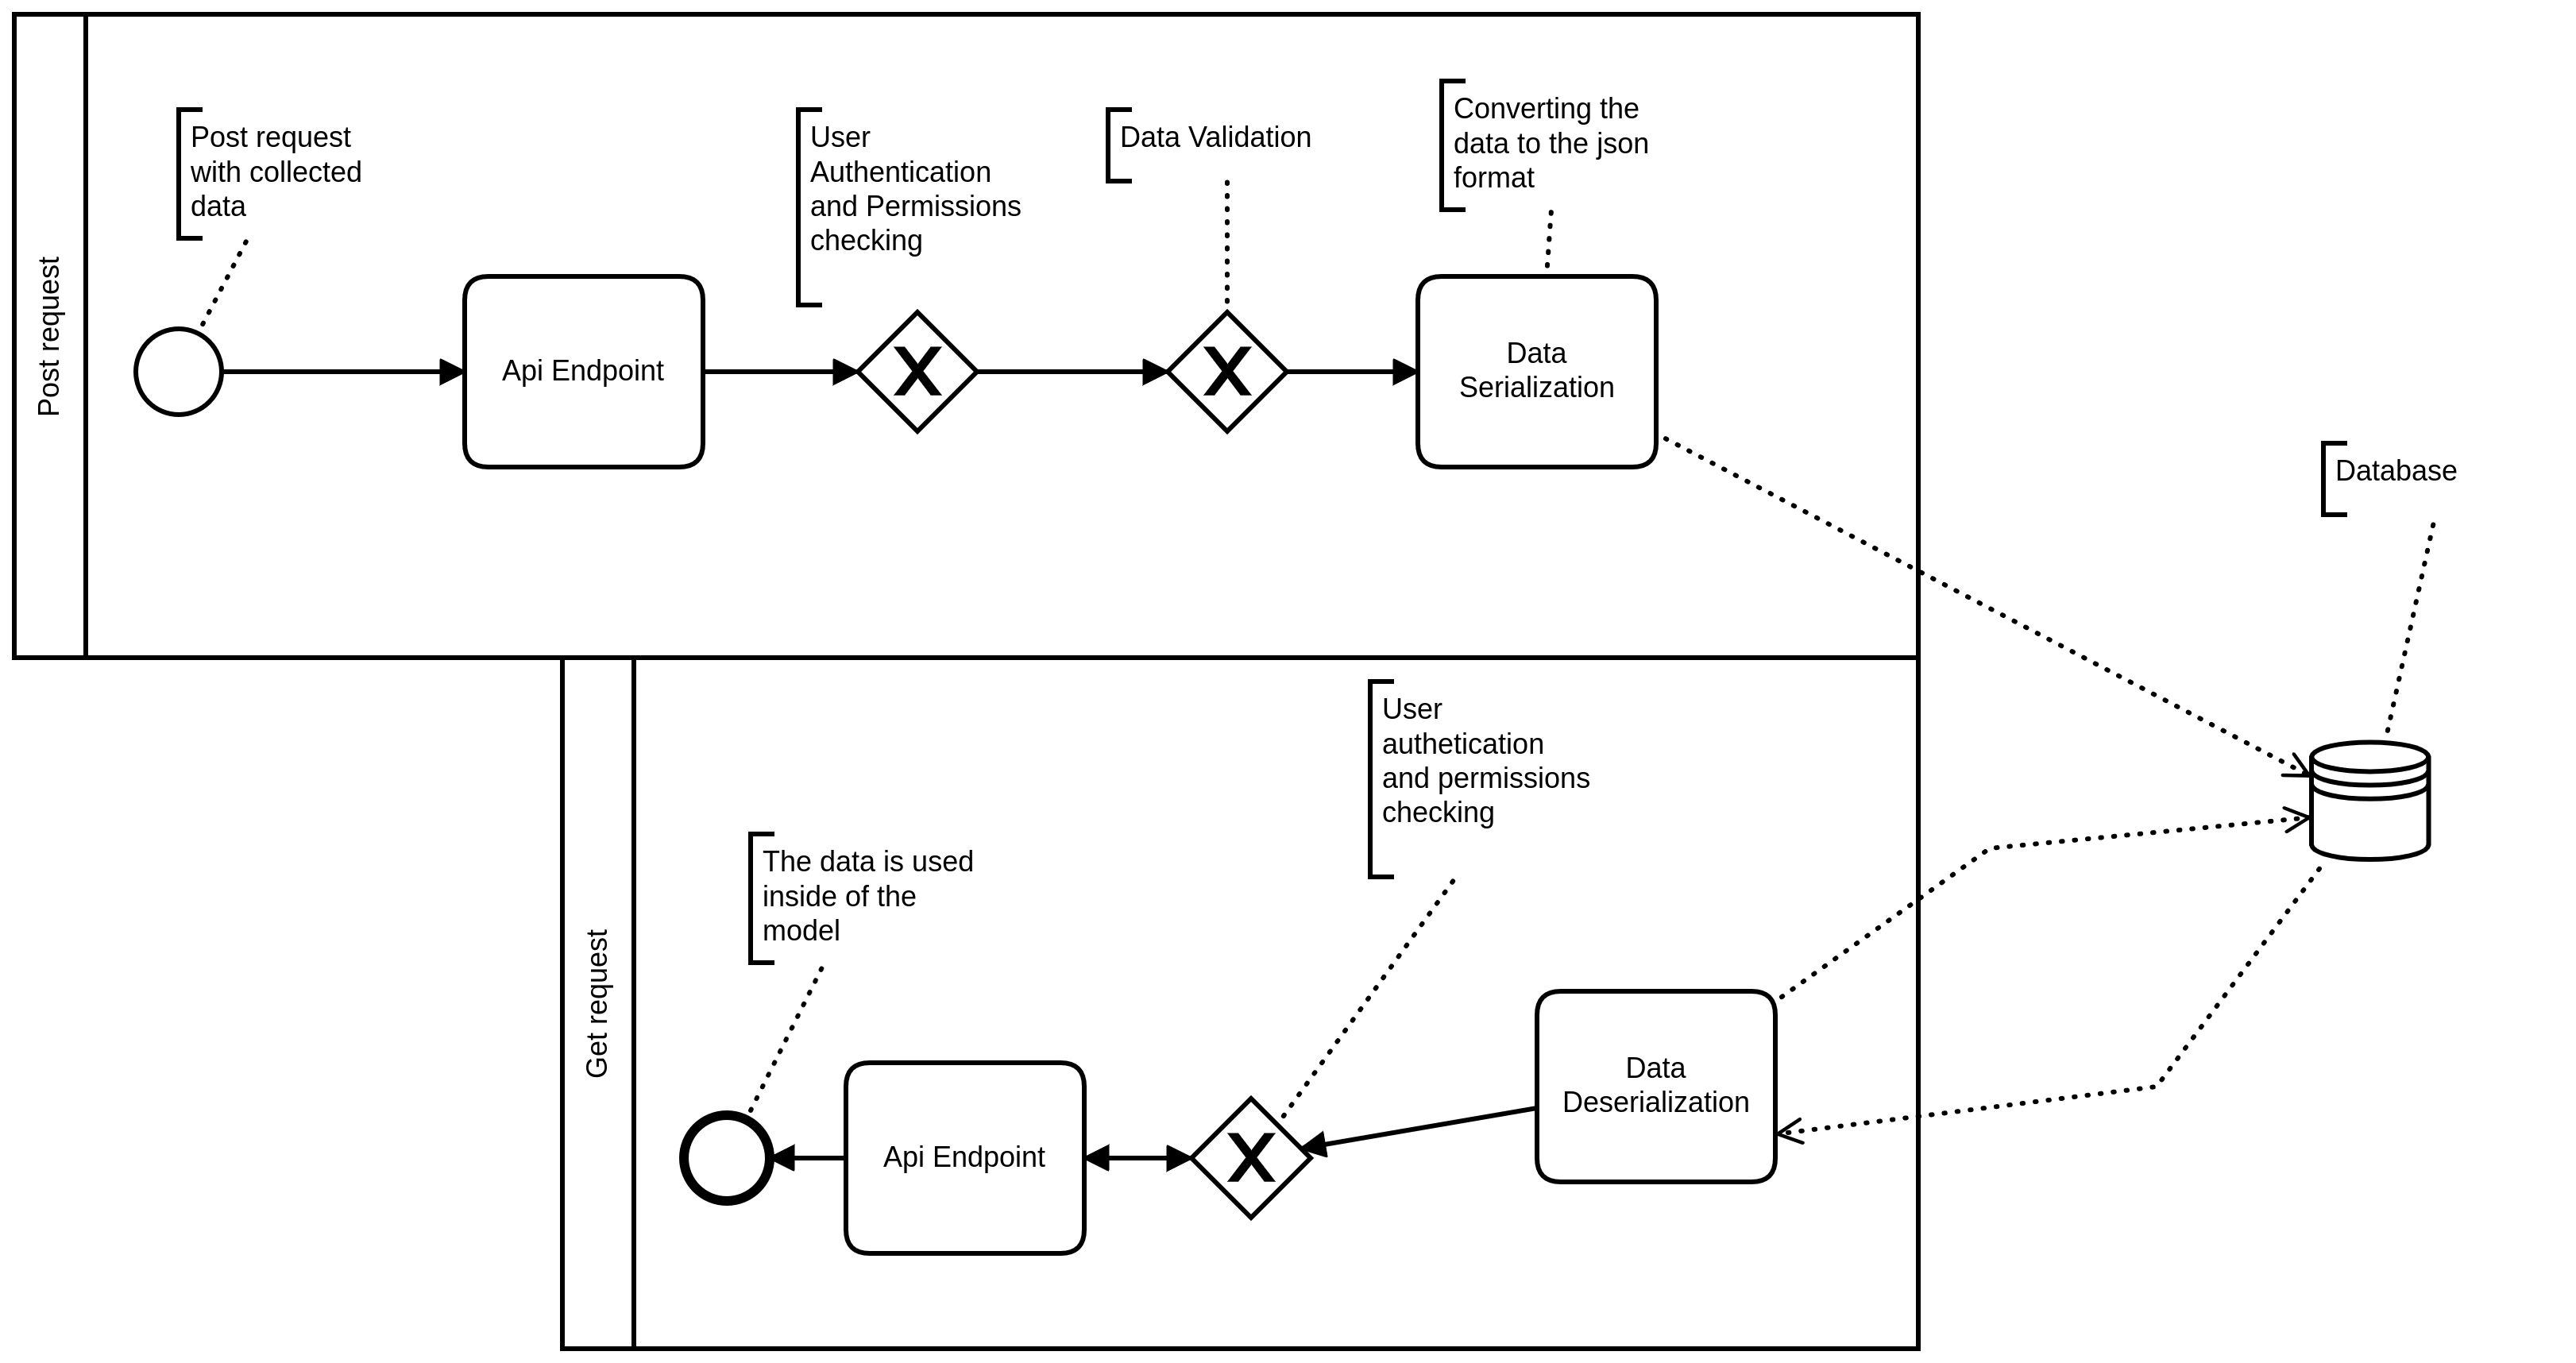 Post request
Post request
with collected
data
User
Authentication
and Permissions
checking
Data Validation
Converting the
data to the json
format
Api Endpoint
X
X
Data
Serialization
Database
Get request
The data is used
inside of the
model
User
authetication
and permissions
checking
Api Endpoint
X
Data
Deserialization